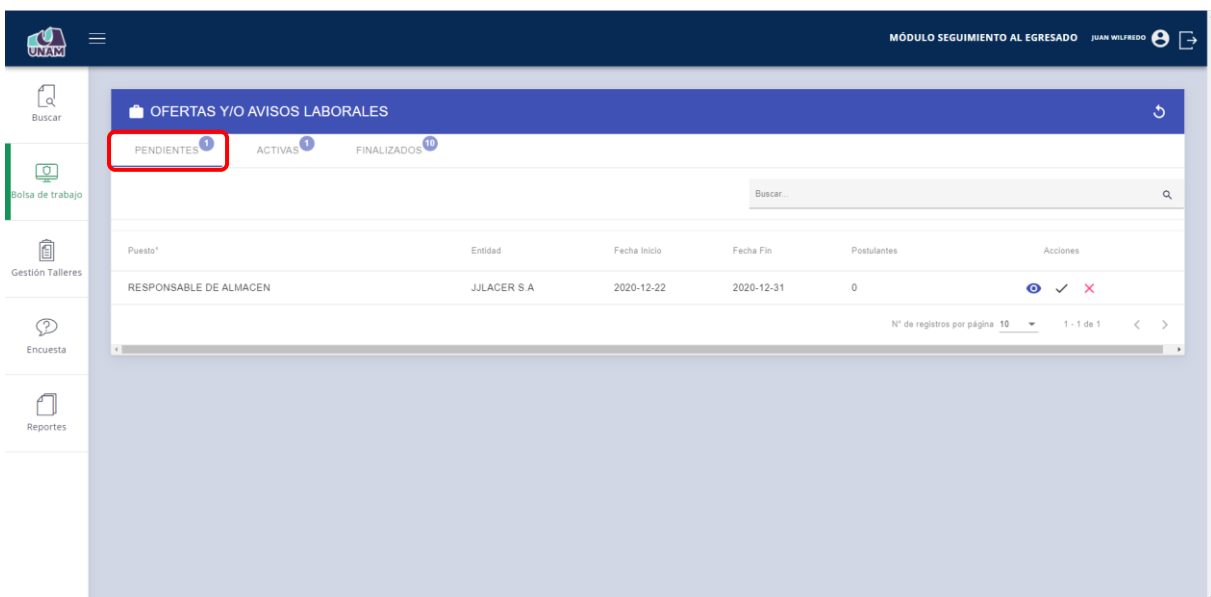 UNAM
MÓDULO SEGUIMIENTO AL EGRESADO JUAN WILFREDO
Buscar
Bolsa de trabajo
Gestión Talleres
Encuesta
Reportes
OFERTAS Y/O AVISOS LABORALES
PENDIENTES 1 ACTIVAS 1 FINALIZADOS 10
Buscar...
Puesto* Entidad Fecha Inicio Fecha Fin Postulantes Acciones
RESPONSABLE DE ALMACEN JJLACER S.A 2020-12-22 2020-12-31 0
N° de registros por página 10 1 - 1 de 1